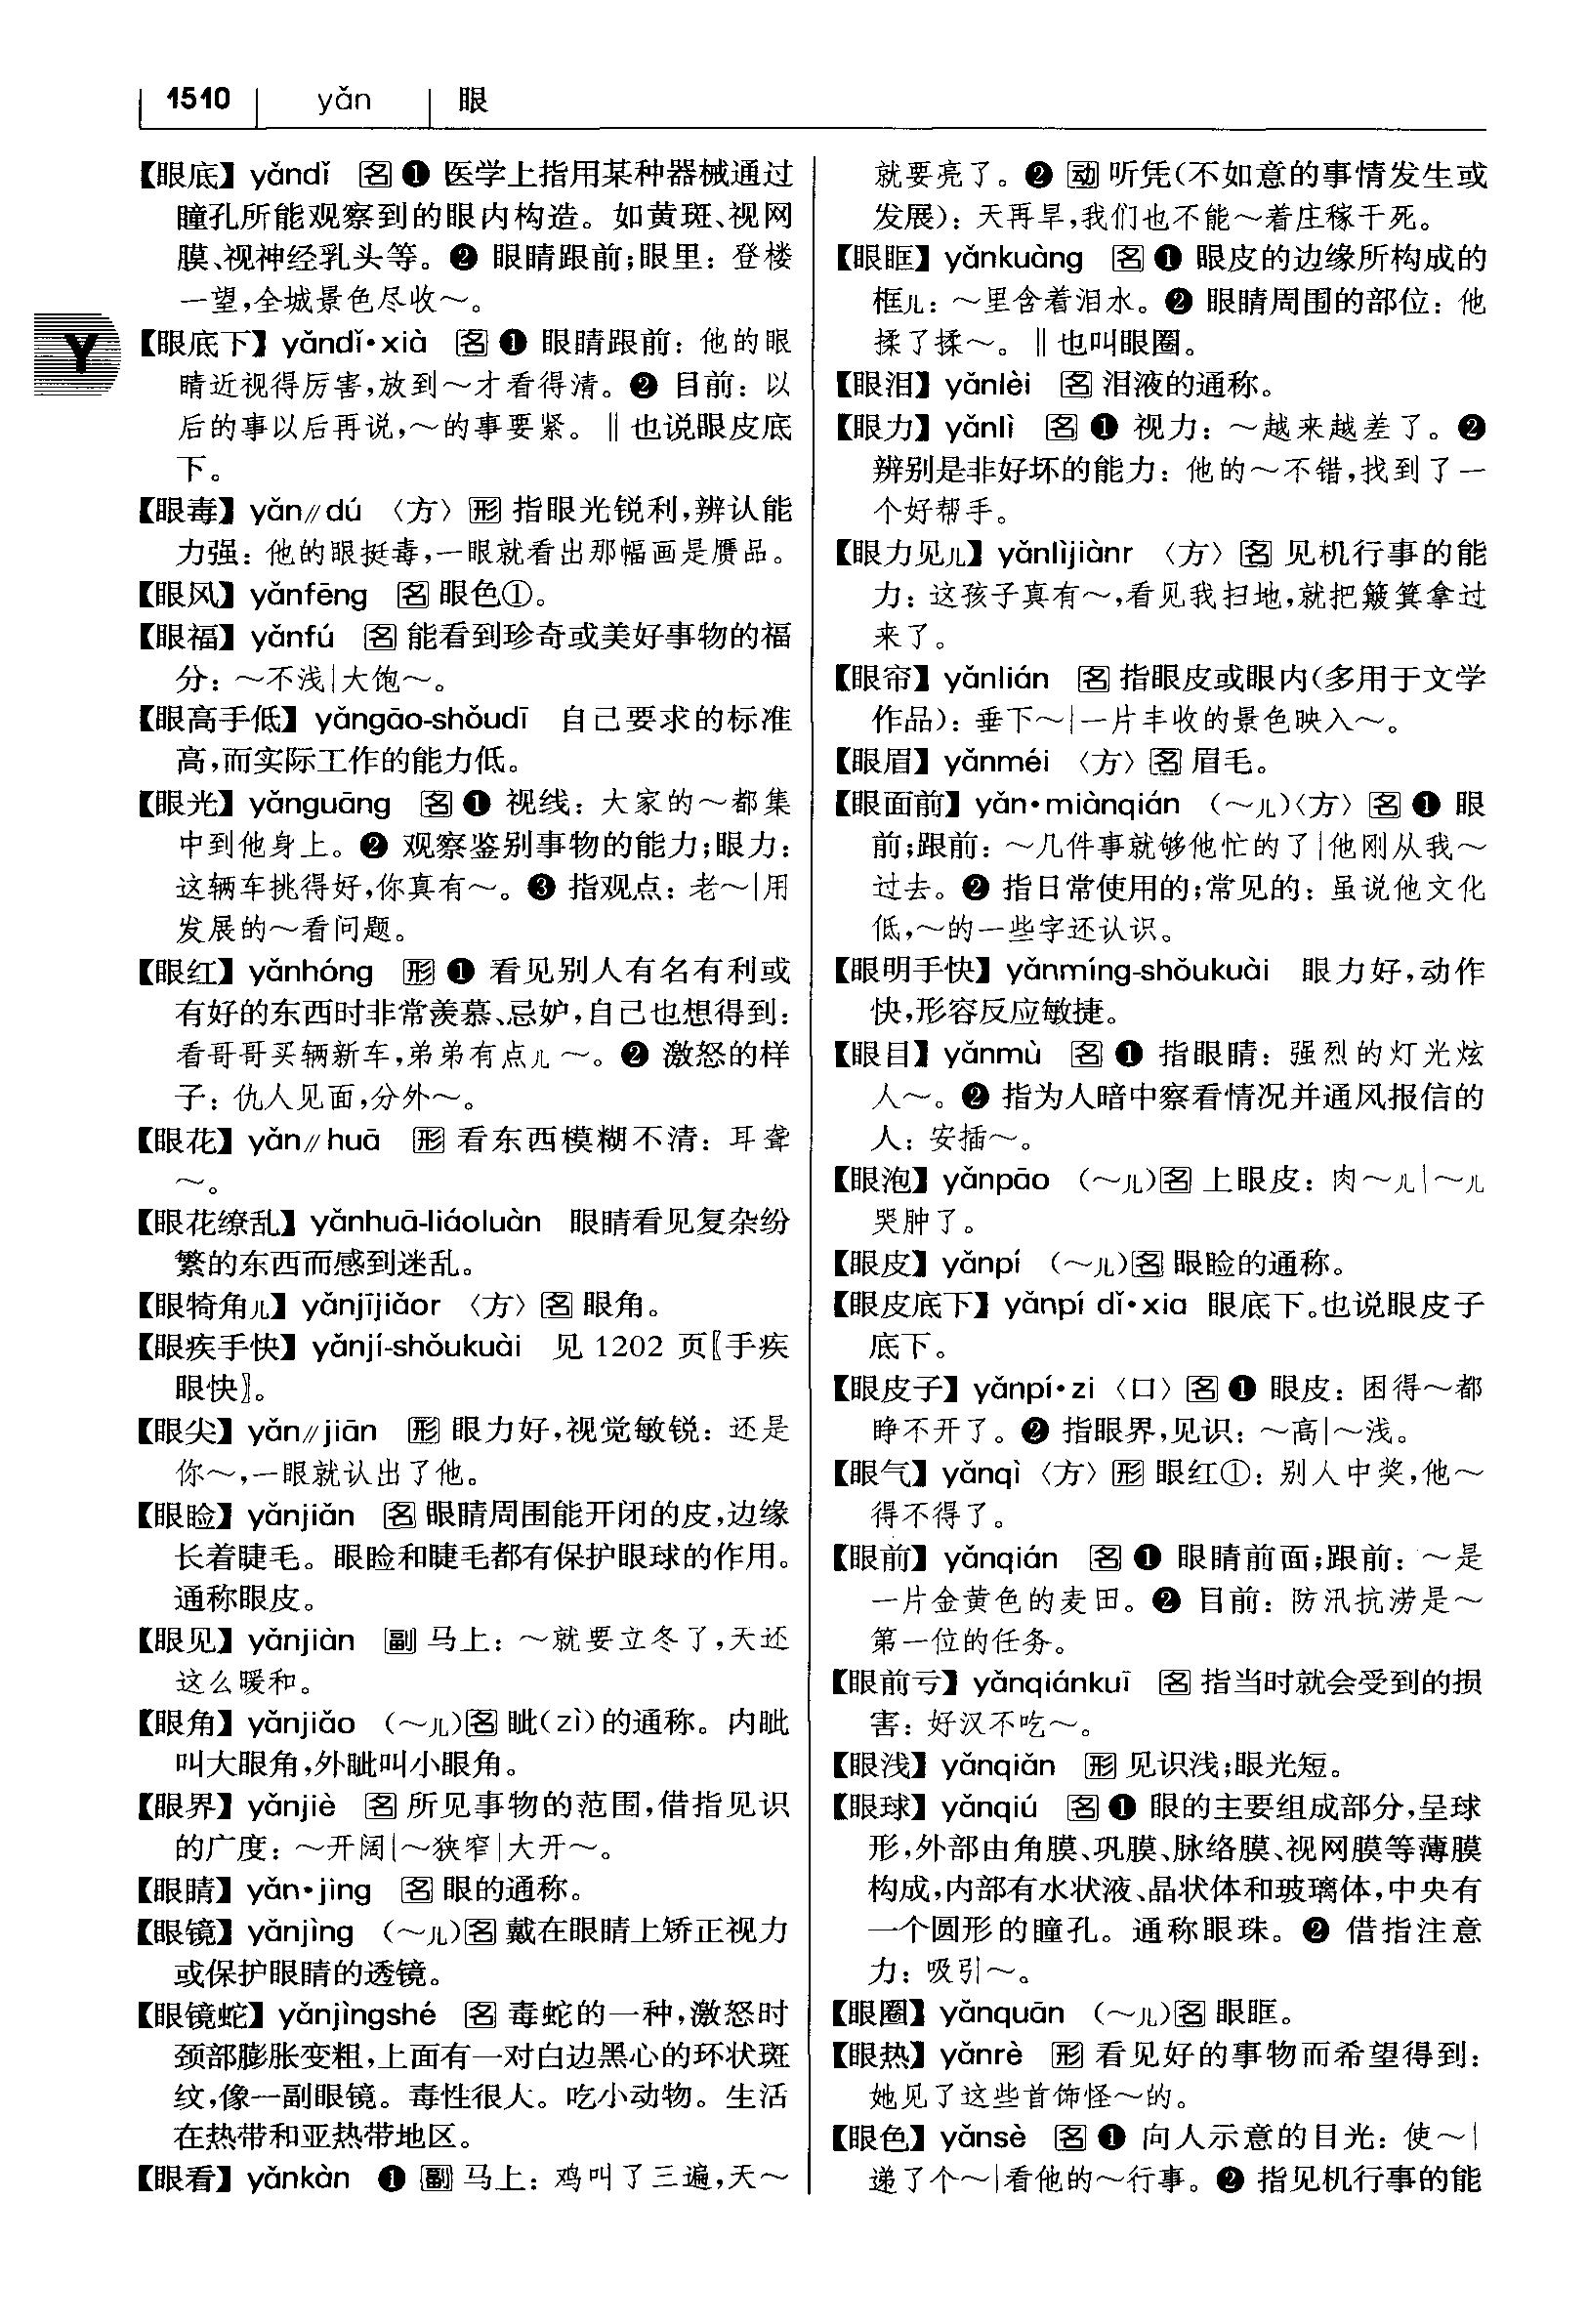 1510 yǎn 眼
【眼底】yǎndǐ 名❶ 医学上指用某种器械通过
瞳孔所能观察到的眼内构造。如黄斑、视网
膜、视神经乳头等。❷ 眼睛跟前;眼里：登楼
一望,全城景色尽收～。
Y
【眼底下】yǎndǐ•xià 名❶ 眼睛跟前：他的眼
睛近视得厉害,放到～才看得清。❷ 目前：以
后的事以后再说,～的事要紧。‖也说眼皮底
下。
【眼毒】yǎn∥dú 〈方〉形 指眼光锐利,辨认能
力强：他的眼挺毒,一眼就看出那幅画是赝品。
【眼风】yǎnfēng 名 眼色①。
【眼福】yǎnfú 名 能看到珍奇或美好事物的福
分：～不浅|大饱～。
【眼高手低】yǎngāo-shǒudī 自己要求的标准
高,而实际工作的能力低。
【眼光】yǎnguāng 名❶ 视线：大家的～都集
中到他身上。❷ 观察鉴别事物的能力;眼力：
这辆车挑得好,你真有～。❸ 指观点：老～|用
发展的～看问题。
【眼红】yǎnhóng 形❶ 看见别人有名有利或
有好的东西时非常羡慕、忌妒,自己也想得到：
看哥哥买辆新车,弟弟有点儿～。❷ 激怒的样
子：仇人见面,分外～。
【眼花】yǎn∥huā 形 看东西模糊不清：耳聋
～。
【眼花缭乱】yǎnhuā-liáoluàn 眼睛看见复杂纷
繁的东西而感到迷乱。
【眼犄角儿】yǎnjījiǎor 〈方〉名 眼角。
【眼疾手快】yǎnjí-shǒukuài 见 1202 页〖手疾
眼快〗。
【眼尖】yǎn∥jiān 形 眼力好,视觉敏锐：还是
你～,一眼就认出了他。
【眼睑】yǎnjiǎn 名 眼睛周围能开闭的皮,边缘
长着睫毛。眼睑和睫毛都有保护眼球的作用。
通称眼皮。
【眼见】yǎnjiàn 副 马上：～就要立冬了,天还
这么暖和。
【眼角】yǎnjiǎo (～儿)名 眦(zì)的通称。内眦
叫大眼角,外眦叫小眼角。
【眼界】yǎnjiè 名 所见事物的范围,借指见识
的广度：～开阔|～狭窄|大开～。
【眼睛】yǎn•jing 名 眼的通称。
【眼镜】yǎnjìng (～儿)名 戴在眼睛上矫正视力
或保护眼睛的透镜。
【眼镜蛇】yǎnjìngshé 名 毒蛇的一种,激怒时
颈部膨胀变粗,上面有一对白边黑心的环状斑
纹,像一副眼镜。毒性很大。吃小动物。生活
在热带和亚热带地区。
【眼看】yǎnkàn ❶副 马上：鸡叫了三遍,天～
就要亮了。❷动 听凭(不如意的事情发生或
发展)：天再旱,我们也不能～着庄稼干死。
【眼眶】yǎnkuàng 名❶ 眼皮的边缘所构成的
框儿：～里含着泪水。❷ 眼睛周围的部位：他
揉了揉～。‖也叫眼圈。
【眼泪】yǎnlèi 名 泪液的通称。
【眼力】yǎnlì 名❶ 视力：～越来越差了。❷
辨别是非好坏的能力：他的～不错,找到了一
个好帮手。
【眼力见儿】yǎnlìjiànr 〈方〉名 见机行事的能
力：这孩子真有～,看见我扫地,就把簸箕拿过
来了。
【眼帘】yǎnlián 名 指眼皮或眼内(多用于文学
作品)：垂下～|一片丰收的景色映入～。
【眼眉】yǎnméi 〈方〉名 眉毛。
【眼面前】yǎn•miànqián (～儿)〈方〉名❶ 眼
前;跟前：～几件事就够他忙的了|他刚从我～
过去。❷ 指日常使用的;常见的：虽说他文化
低,～的一些字还认识。
【眼明手快】yǎnmíng-shǒukuài 眼力好,动作
快,形容反应敏捷。
【眼目】yǎnmù 名❶ 指眼睛：强烈的灯光炫
人～。❷ 指为人暗中察看情况并通风报信的
人：安插～。
【眼泡】yǎnpāo (～儿)名 上眼皮：肉～儿|～儿
哭肿了。
【眼皮】yǎnpí (～儿)名 眼睑的通称。
【眼皮底下】yǎnpí dǐ•xia 眼底下。也说眼皮子
底下。
【眼皮子】yǎnpí•zi 〈口〉名❶ 眼皮：困得～都
睁不开了。❷ 指眼界,见识：～高|～浅。
【眼气】yǎnqì 〈方〉形 眼红①：别人中奖,他～
得不得了。
【眼前】yǎnqián 名❶ 眼睛前面;跟前：～是
一片金黄色的麦田。❷ 目前：防汛抗涝是～
第一位的任务。
【眼前亏】yǎnqiánkuī 名 指当时就会受到的损
害：好汉不吃～。
【眼浅】yǎnqiǎn 形 见识浅;眼光短。
【眼球】yǎnqiú 名❶ 眼的主要组成部分,呈球
形,外部由角膜、巩膜、脉络膜、视网膜等薄膜
构成,内部有水状液、晶状体和玻璃体,中央有
一个圆形的瞳孔。通称眼珠。❷ 借指注意
力：吸引～。
【眼圈】yǎnquān (～儿)名 眼眶。
【眼热】yǎnrè 形 看见好的事物而希望得到：
她见了这些首饰怪～的。
【眼色】yǎnsè 名❶ 向人示意的目光：使～|
递了个～|看他的～行事。❷ 指见机行事的能